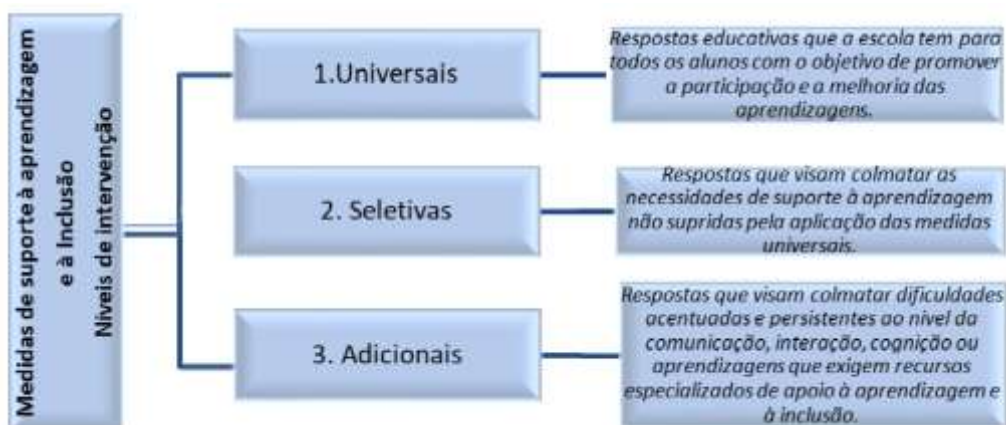 Medidas de suporte à aprendizagem
e à Inclusão
Níveis de intervenção
1.Universais
Respostas educativas que a escola tem para
todos os alunos com o objetivo de promover
a participação e a melhoria das
aprendizagens.
2. Seletivas
Respostas que visam colmatar as
necessidades de suporte à aprendizagem
não supridas pela aplicação das medidas
universais.
3. Adicionais
Respostas que visam colmatar dificuldades
acentuadas e persistentes ao nível da
comunicação, interação, cognição ou
aprendizagens que exigem recursos
especializados de apoio à aprendizagem e
à inclusão.